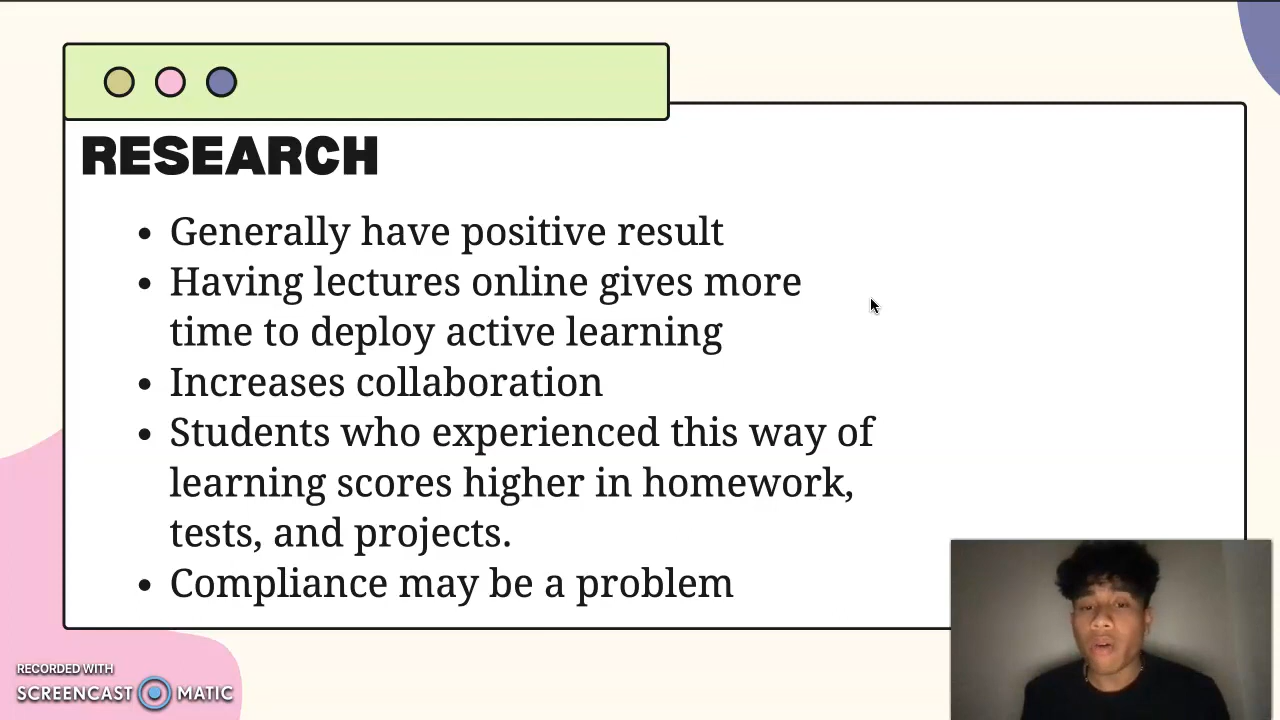 RESEARCH
• Generally have positive result
• Having lectures online gives more
time to deploy active learning
• Increases collaboration
• Students who experienced this way of
learning scores higher in homework,
tests, and projects.
• Compliance may be a problem
RECORDED WITH
SCREENCAST MATIC